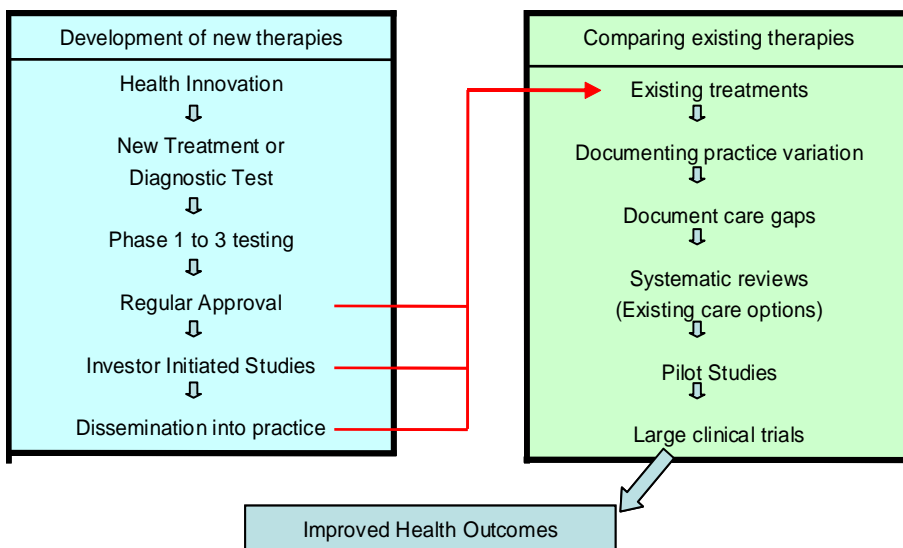 Development of new therapies
Health Innovation
New Treatment or
Diagnostic Test
Phase 1 to 3 testing
Regular Approval
Investor Initiated Studies
Dissemination into practice
Comparing existing therapies
Existing treatments
Documenting practice variation
Document care gaps
Systematic reviews
(Existing care options)
Pilot Studies
Large clinical trials
Improved Health Outcomes